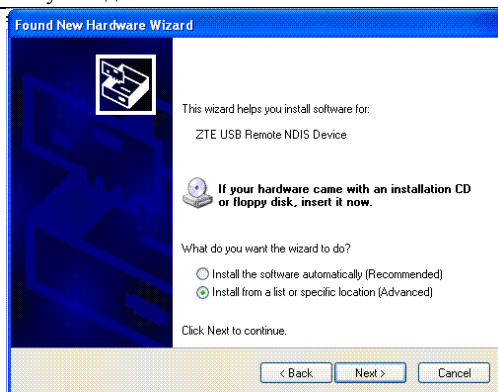 Found New Hardware Wizard
This wizard helps you install software for:
ZTE USB Remote NDIS Device
If your hardware came with an installation CD
or floppy disk, insert it now.
What do you want the wizard to do?
Install the software automatically (Recommended)
Install from a list or specific location (Advanced)
Click Next to continue.
< Back
Next >
Cancel